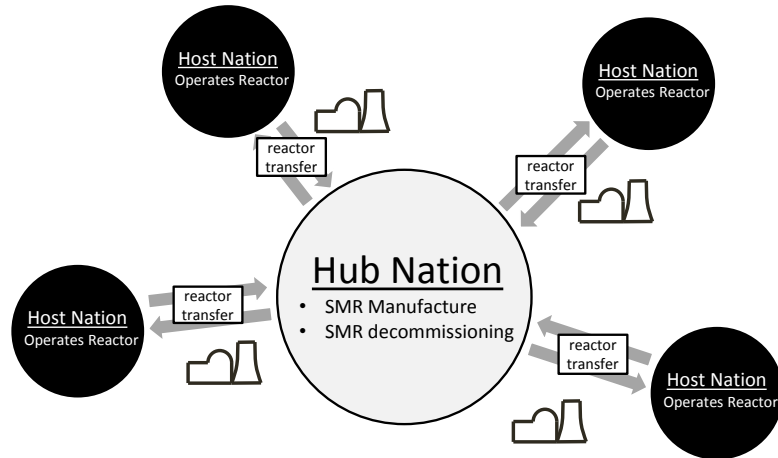 Host Nation
Operates Reactor
Host Nation
Operates Reactor
reactor
transfer
reactor
transfer
Hub Nation
• SMR Manufacture
• SMR decommissioning
reactor
transfer
Host Nation
Operates Reactor
reactor
transfer
Host Nation
Operates Reactor